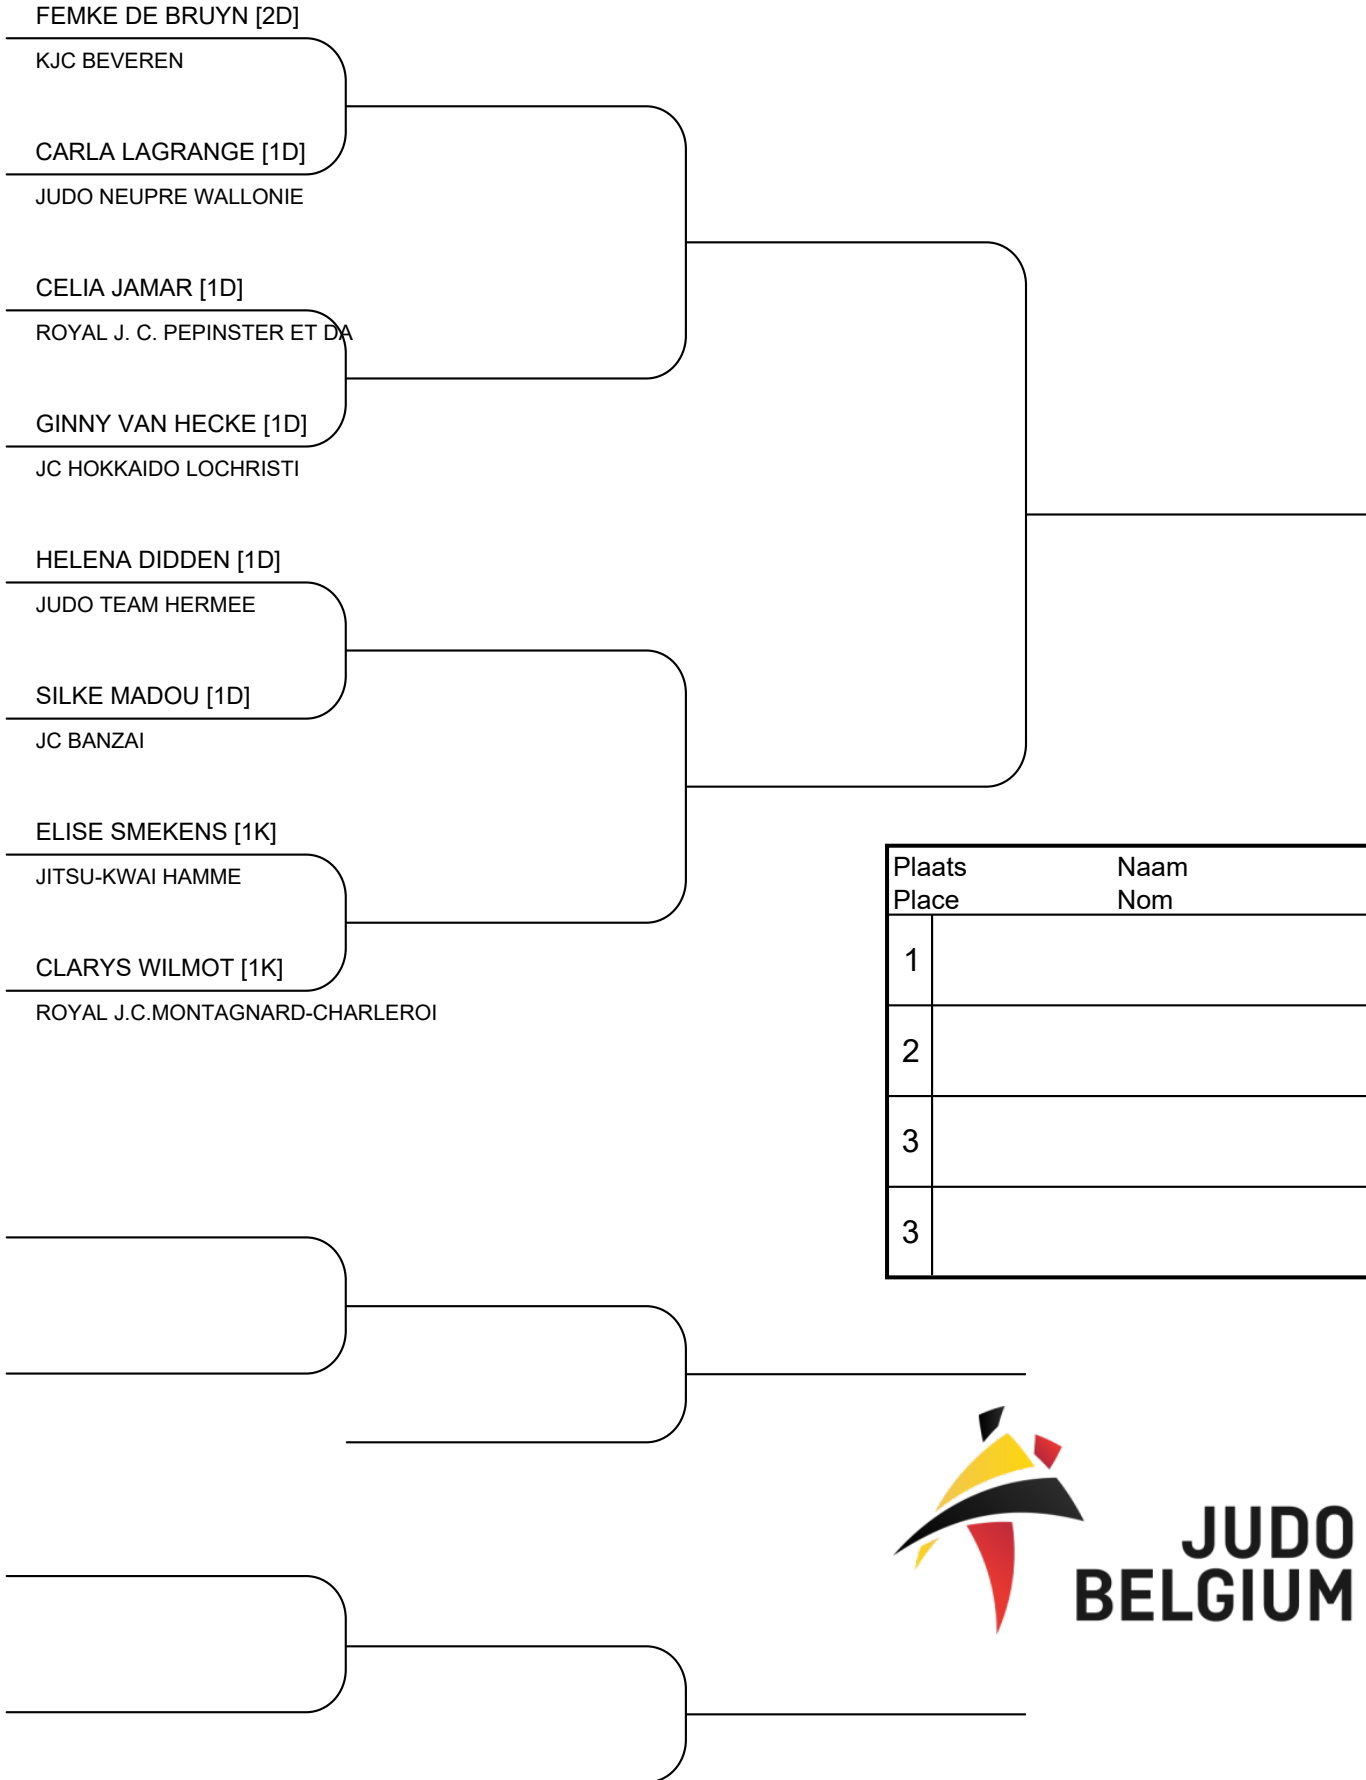 FEMKE DE BRUYN [2D]
KJC BEVEREN
CARLA LAGRANGE [1D]
JUDO NEUPRE WALLONIE
CELIA JAMAR [1D]
ROYAL J. C. PEPINSTER ET DA
GINNY VAN HECKE [1D]
JC HOKKAIDO LOCHRISTI
HELENA DIDDEN [1D]
JUDO TEAM HERMEE
SILKE MADOU [1D]
JC BANZAI
ELISE SMEKENS [1K]
JITSU-KWAI HAMME
CLARYS WILMOT [1K]
ROYAL J.C.MONTAGNARD-CHARLEROI
Plaats Naam
Place Nom
1
2
3
3
JUDO
BELGIUM